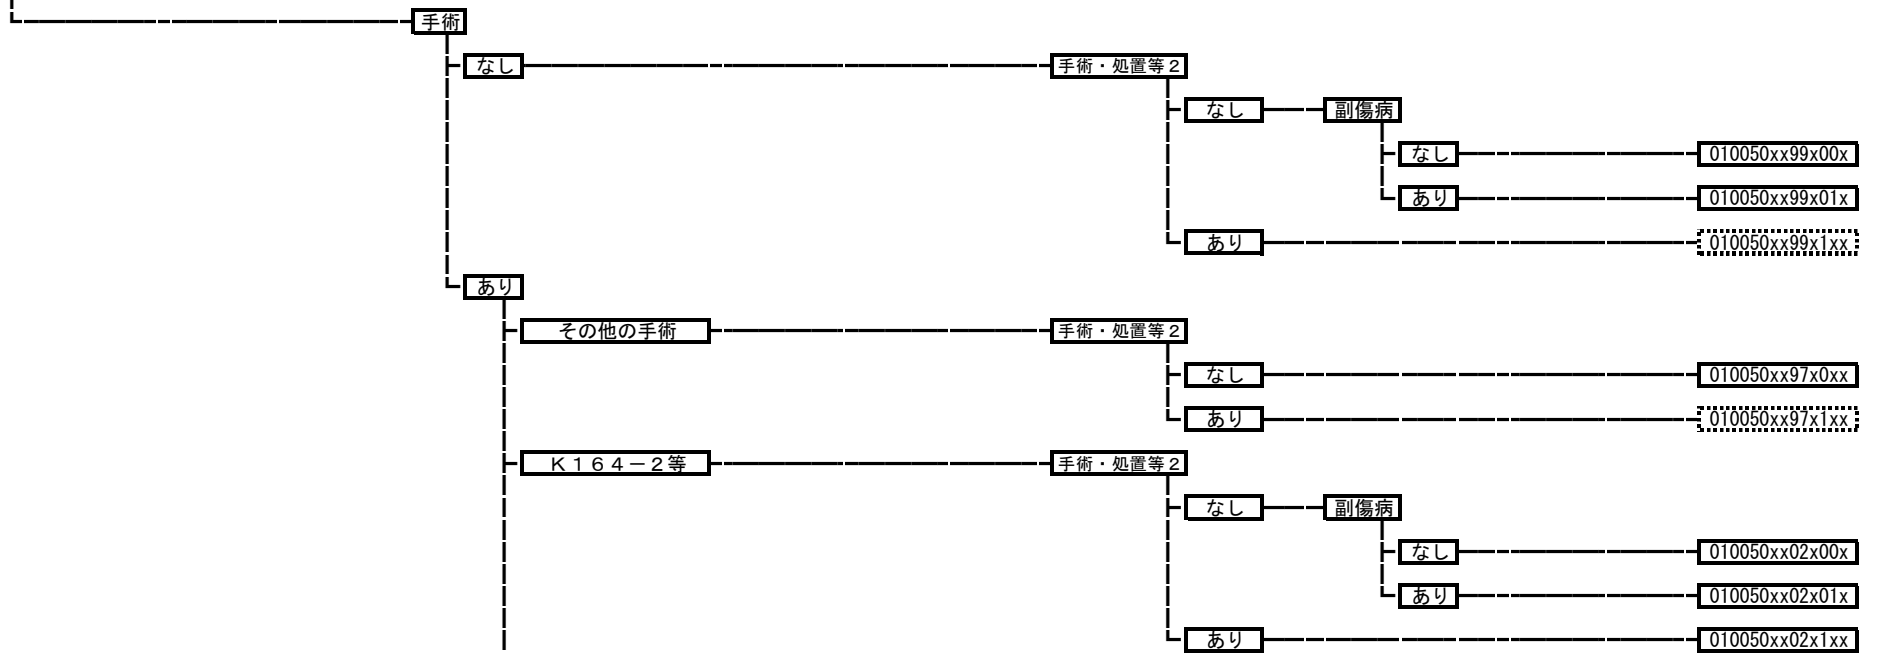 手術
なし 手術・処置等２
なし 副傷病
なし 010050xx99x00x
あり 010050xx99x01x
あり 010050xx99x1xx
あり
その他の手術 手術・処置等２
なし 010050xx97x0xx
あり 010050xx97x1xx
Ｋ１６４－２等 手術・処置等２
なし 副傷病
なし 010050xx02x00x
あり 010050xx02x01x
あり 010050xx02x1xx